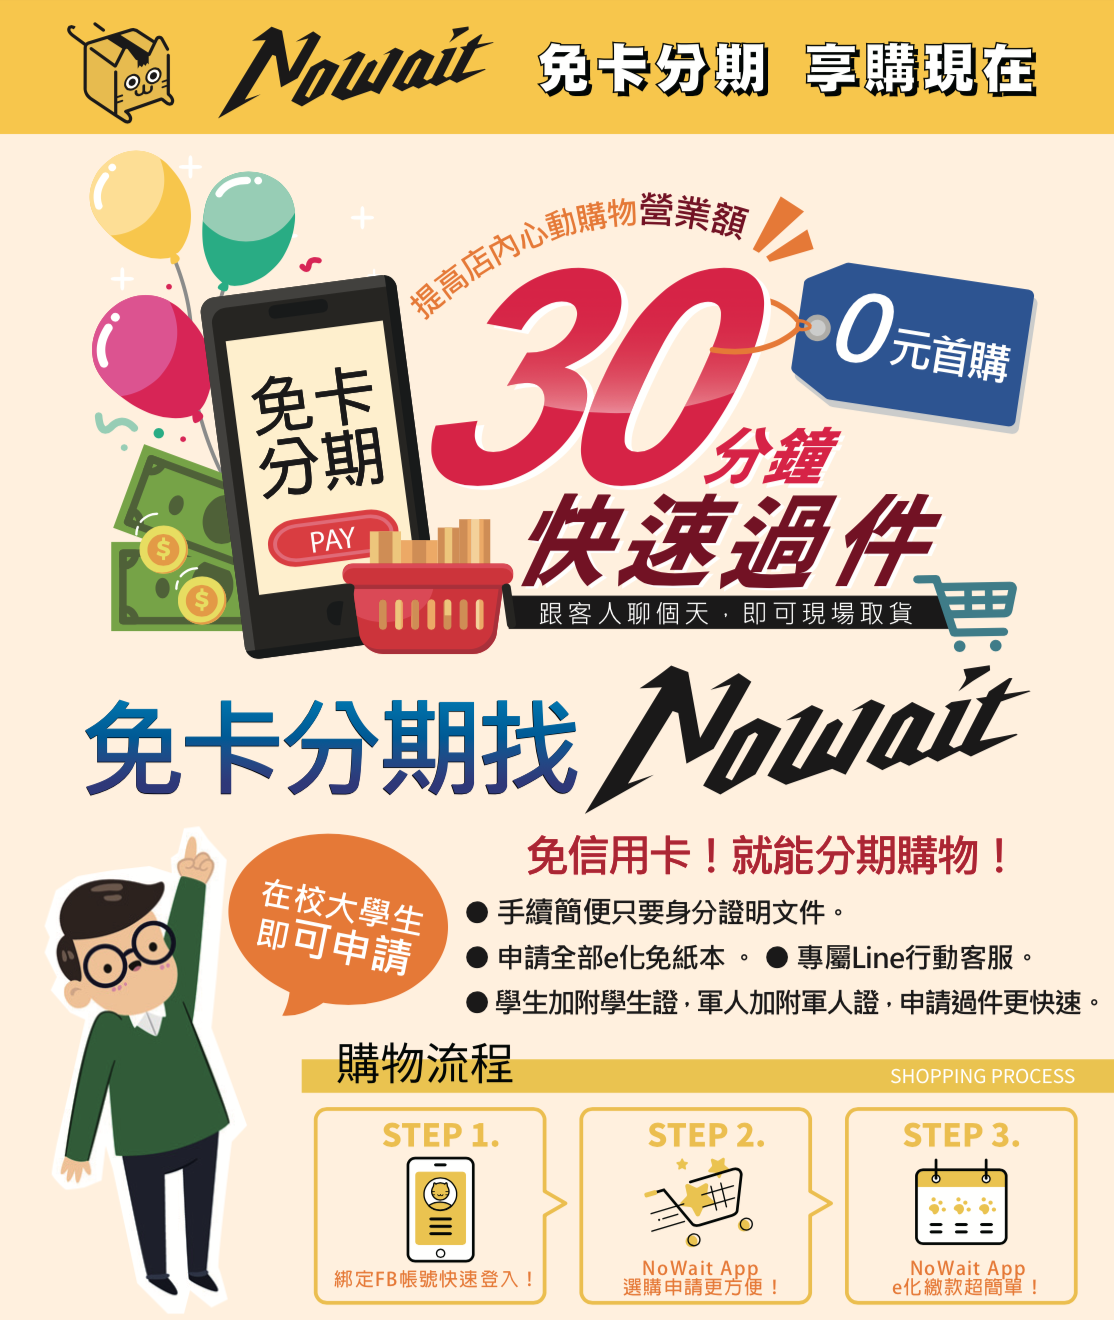 Nowait 免卡分期 享購現在
提高店內心動購物營業額
30
0元首購
分鐘
快速過件
跟客人聊個天，即可現場取貨
免卡
分期
PAY
$
$
免卡分期找 Nowait
在校大學生
即可申請
免信用卡！就能分期購物！
● 手續簡便只要身分證明文件。
● 申請全部e化免紙本 。 ● 專屬Line行動客服。
● 學生加附學生證，軍人加附軍人證，申請過件更快速。
購物流程
SHOPPING PROCESS
STEP 1.
綁定FB帳號快速登入！
STEP 2.
NoWait App
選購申請更方便！
STEP 3.
NoWait App
e化繳款超簡單！